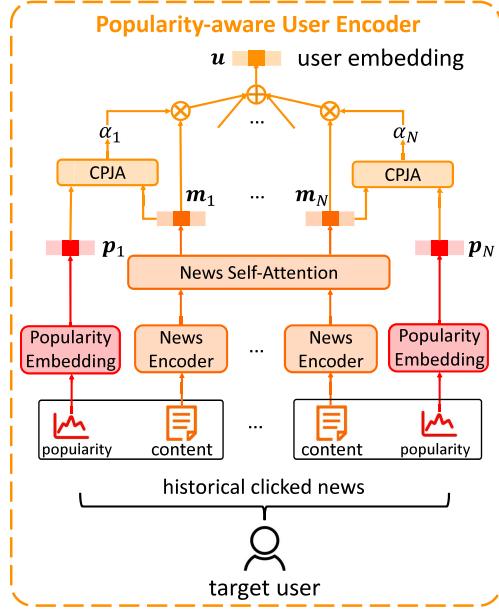 Popularity-aware User Encoder
u user embedding
...
α1 αN
CPJA CPJA
m1 ... mN
p1 pN
News Self-Attention
Popularity Embedding
News Encoder
...
News Encoder
Popularity Embedding
popularity content ... content popularity
historical clicked news
target user